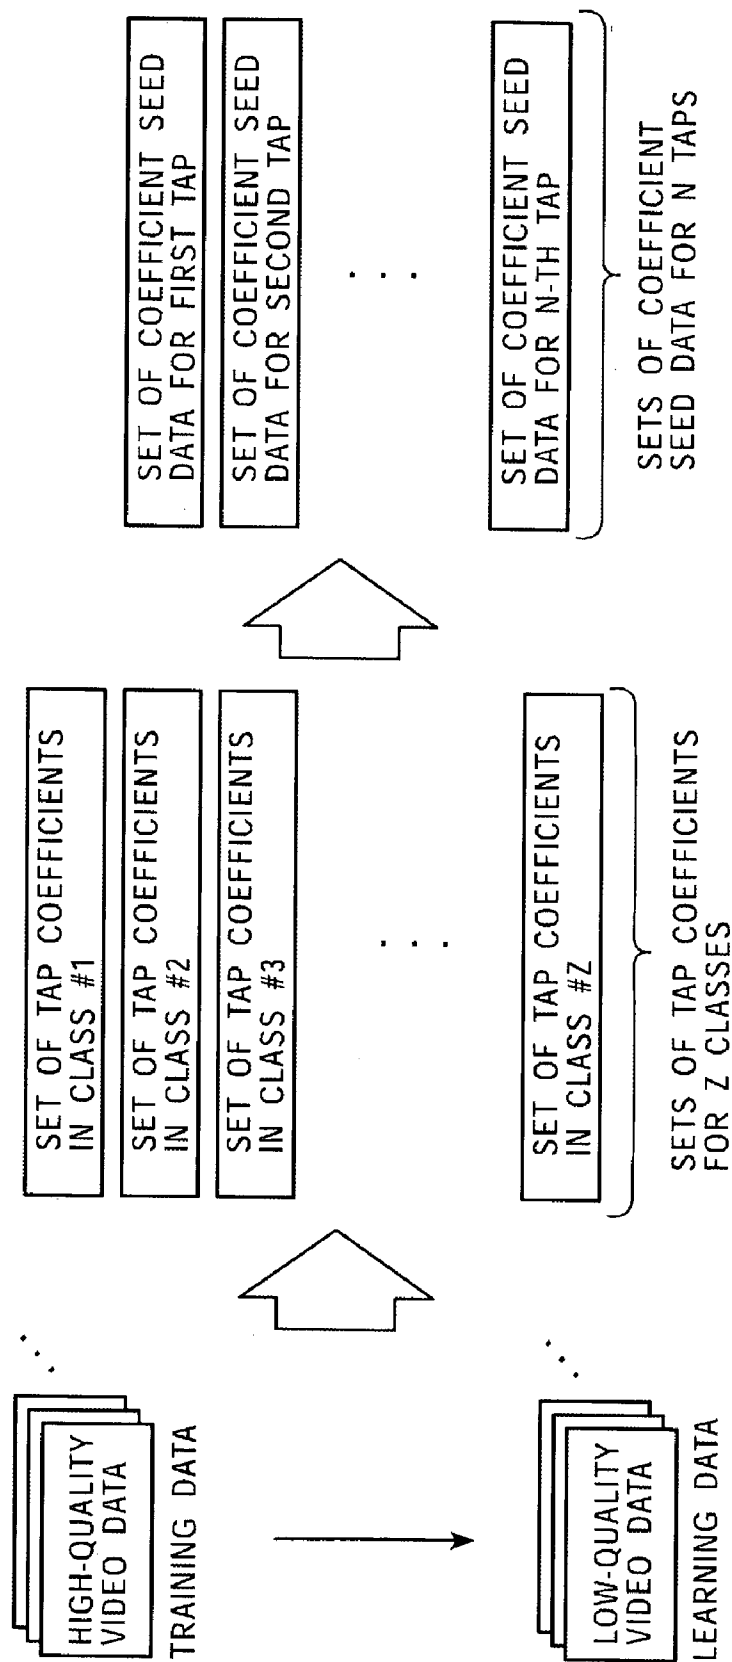 HIGH-QUALITY
VIDEO DATA
TRAINING DATA
LOW-QUALITY
VIDEO DATA
LEARNING DATA
SET OF TAP COEFFICIENTS
IN CLASS #1
SET OF TAP COEFFICIENTS
IN CLASS #2
SET OF TAP COEFFICIENTS
IN CLASS #3
SET OF TAP COEFFICIENTS
IN CLASS #Z
SETS OF TAP COEFFICIENTS
FOR Z CLASSES
SET OF COEFFICIENT SEED
DATA FOR FIRST TAP
SET OF COEFFICIENT SEED
DATA FOR SECOND TAP
SET OF COEFFICIENT SEED
DATA FOR N-TH TAP
SETS OF COEFFICIENT
SEED DATA FOR N TAPS